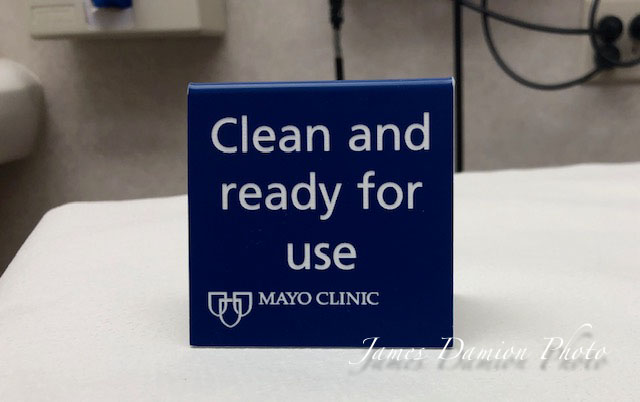 Clean and
ready for
use
MAYO CLINIC
James Damion Photo